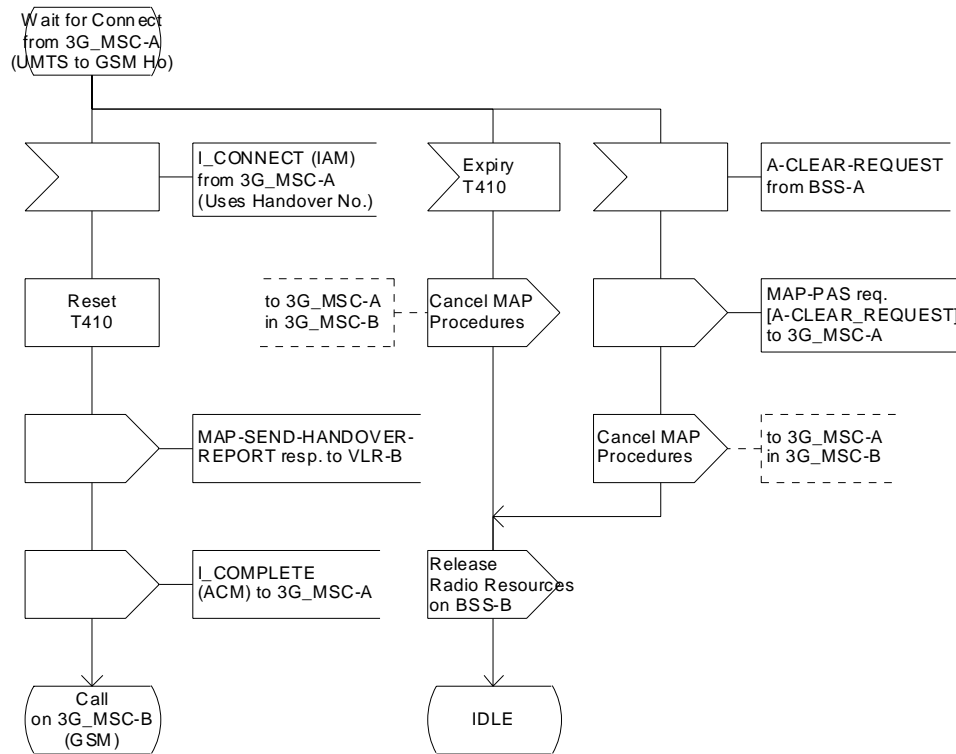 Wait for Connect
from 3G_MSC-A
(UMTS to GSM Ho)
I_CONNECT (IAM)
from 3G_MSC-A
(Uses Handover No.)
Expiry
T410
A-CLEAR-REQUEST
from BSS-A
Reset
T410
to 3G_MSC-A
in 3G_MSC-B
Cancel MAP
Procedures
MAP-PAS req.
[A-CLEAR_REQUEST]
to 3G_MSC-A
MAP-SEND-HANDOVER-
REPORT resp. to VLR-B
Cancel MAP
Procedures
to 3G_MSC-A
in 3G_MSC-B
I_COMPLETE
(ACM) to 3G_MSC-A
Release
Radio Resources
on BSS-B
Call
on 3G_MSC-B
(GSM)
IDLE